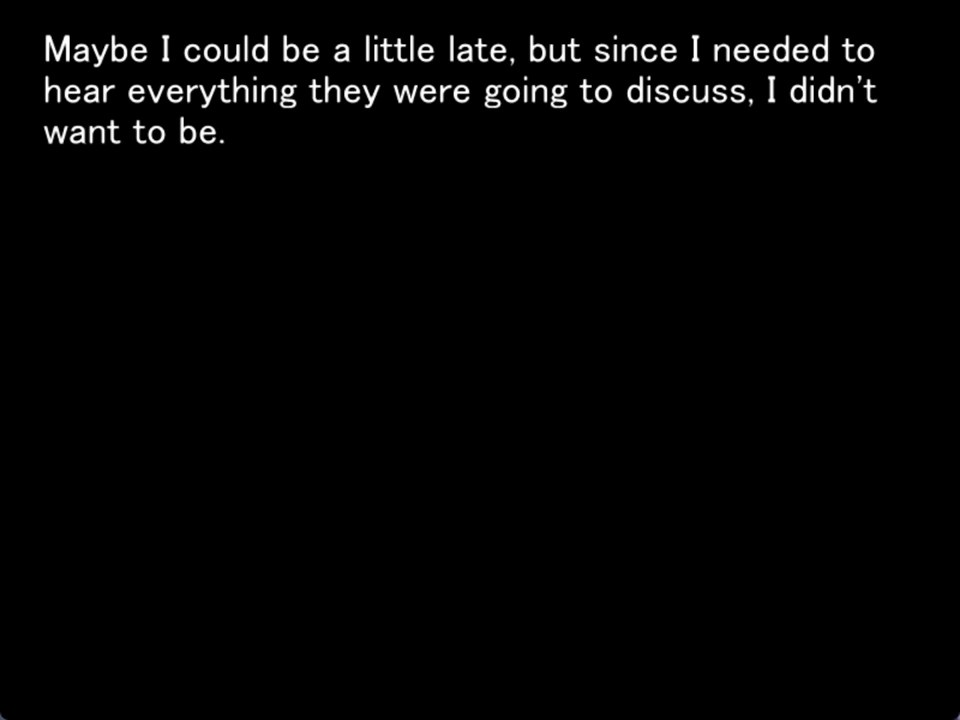 Maybe I could be a little late, but since I needed to
hear everything they were going to discuss, I didn't
want to be.